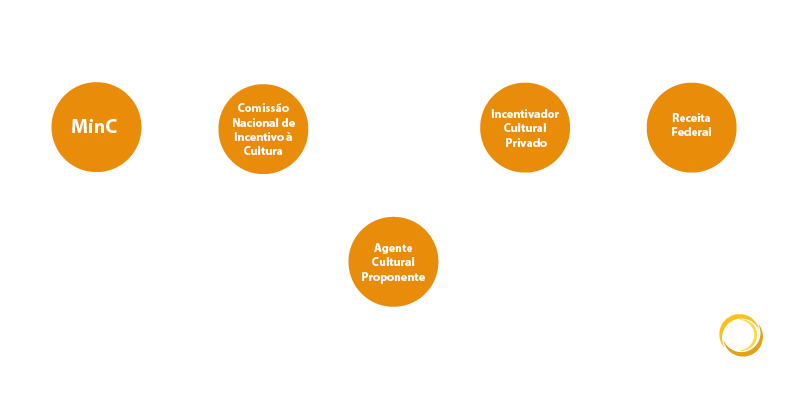 MinC
Comissão
Nacional de
Incentivo à
Cultura
Incentivador
Cultural
Privado
Receita
Federal
Agente
Cultural
Proponente